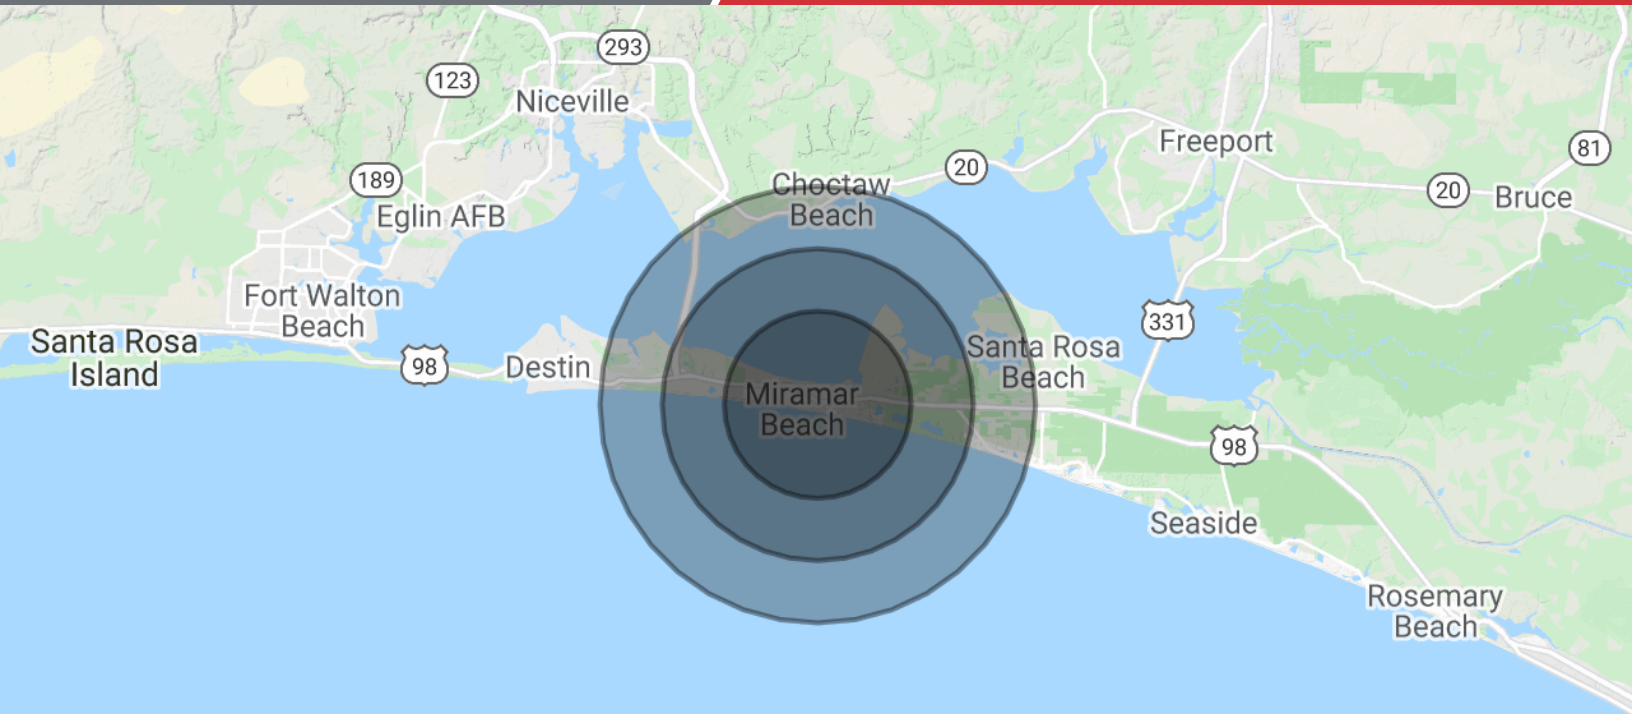 293
123
Niceville
Freeport
81
20
189
Choctaw
Beach
20
Bruce
Eglin AFB
Fort Walton
Beach
331
Santa Rosa
Island
98
Destin
Santa Rosa
Beach
Miramar
Beach
98
Seaside
Rosemary
Beach